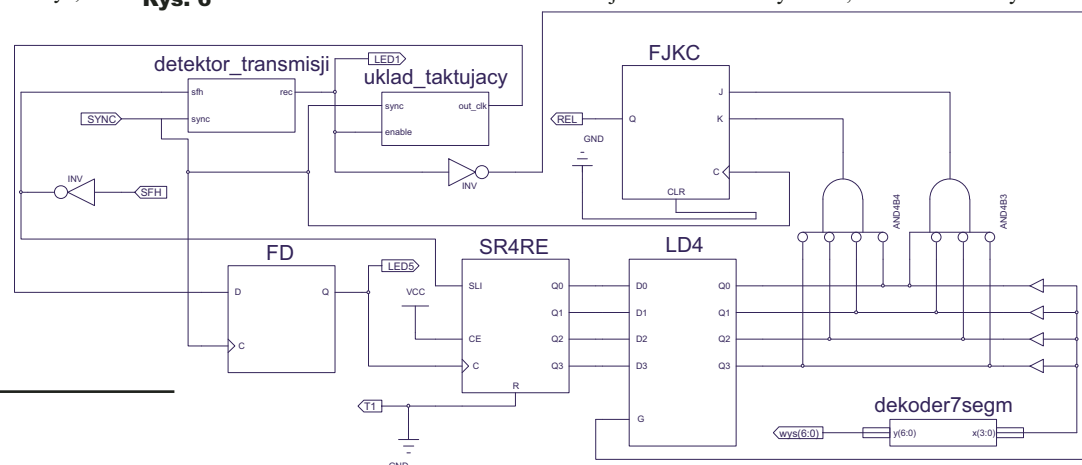 Rys. 6
detektor_transmisji
sfh
rec
sync
SYNC
LED1
uklad_taktujacy
sync
out_clk
enable
INV
SFH
INV
FJKC
J
Q
K
C
CLR
REL
GND
AND4B4
AND4B3
FD
D
Q
C
LED5
VCC
SR4RE
SLI
Q0
Q1
CE
Q2
C
Q3
R
T1
GND
LD4
D0
Q0
D1
Q1
D2
Q2
D3
Q3
G
dekoder7segm
wys(6:0)
y(6:0)
x(3:0)